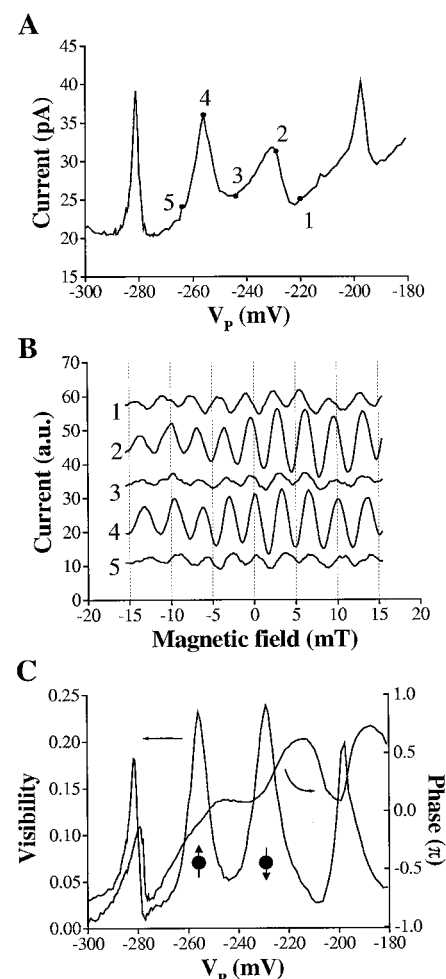 A
40
35
30
25
20
15
Current (pA)
4
2
5
3
1
-300 -280 -260 -240 -220 -200 -180
V_P (mV)
B
70
60
50
40
30
20
10
0
Current (a.u.)
1
2
3
4
5
-20 -15 -10 -5 0 5 10 15 20
Magnetic field (mT)
C
0.25
0.20
0.15
0.10
0.05
0.00
Visibility
1.0
0.5
0.0
-0.5
-1.0
Phase (π)
-300 -280 -260 -240 -220 -200 -180
V_P (mV)